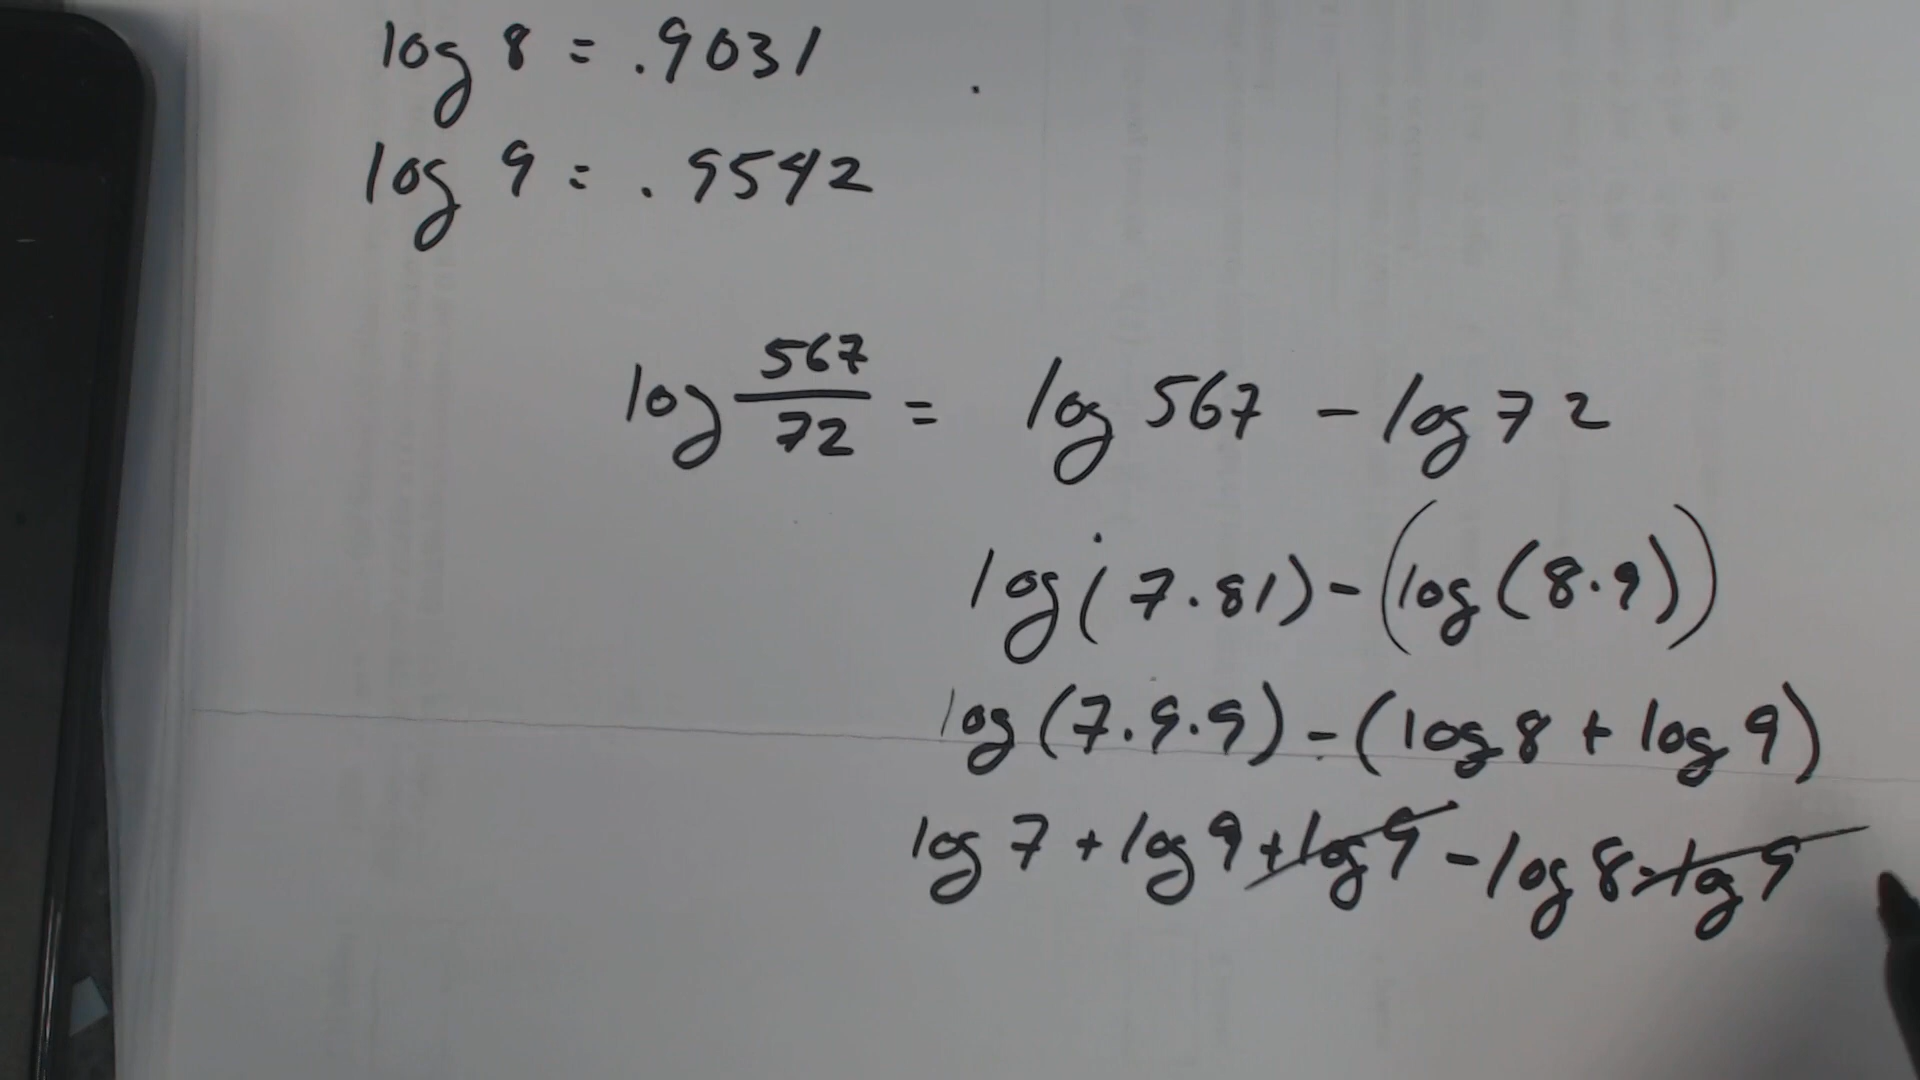 log 8 = .9031
log 9 = .9542
log 567/72 = log 567 - log 72
log(7·81) - (log(8·9))
log(7·9·9) - (log 8 + log 9)
log 7 + log 9 + log 9 - log 8 - log 9